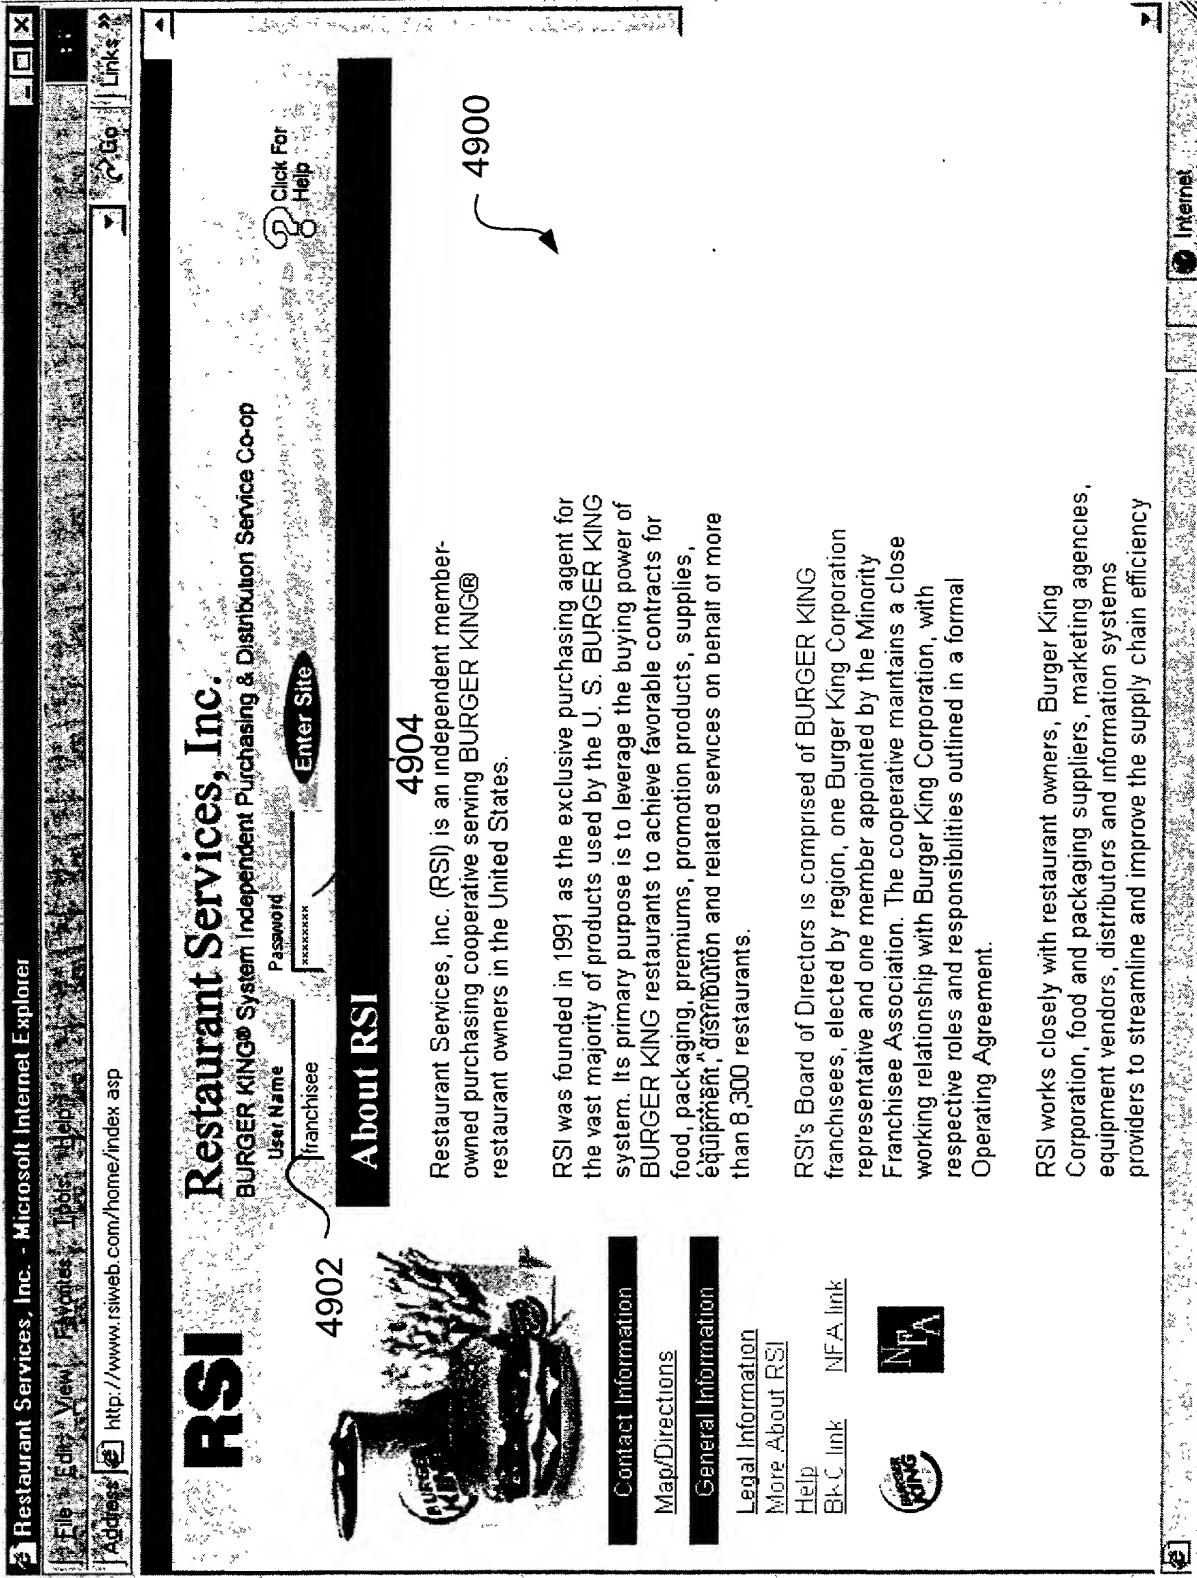 Restaurant Services, Inc. - Microsoft Internet Explorer
File Edit View Favorites Tools Help
Address http://www.rsiweb.com/home/index asp Go Links »
RSI
Restaurant Services, Inc.
BURGER KING® System Independent Purchasing & Distribution Service Co-op
User Name Password
franchisee xxxxxxxx Enter Site
Click For
Help
4902
4904
4900
About RSI
BURGER
KING
Contact Information
Map/Directions
General Information
Legal Information
More About RSI
Help
BKC link NFA link
BURGER
KING
NFA
Restaurant Services, Inc. (RSI) is an independent member-
owned purchasing cooperative serving BURGER KING®
restaurant owners in the United States.
RSI was founded in 1991 as the exclusive purchasing agent for
the vast majority of products used by the U. S. BURGER KING
system. Its primary purpose is to leverage the buying power of
BURGER KING restaurants to achieve favorable contracts for
food, packaging, premiums, promotion products, supplies,
equipment, distribution and related services on behalf of more
than 8,300 restaurants.
RSI's Board of Directors is comprised of BURGER KING
franchisees, elected by region, one Burger King Corporation
representative and one member appointed by the Minority
Franchisee Association. The cooperative maintains a close
working relationship with Burger King Corporation, with
respective roles and responsibilities outlined in a formal
Operating Agreement.
RSI works closely with restaurant owners, Burger King
Corporation, food and packaging suppliers, marketing agencies,
equipment vendors, distributors and information systems
providers to streamline and improve the supply chain efficiency
Internet